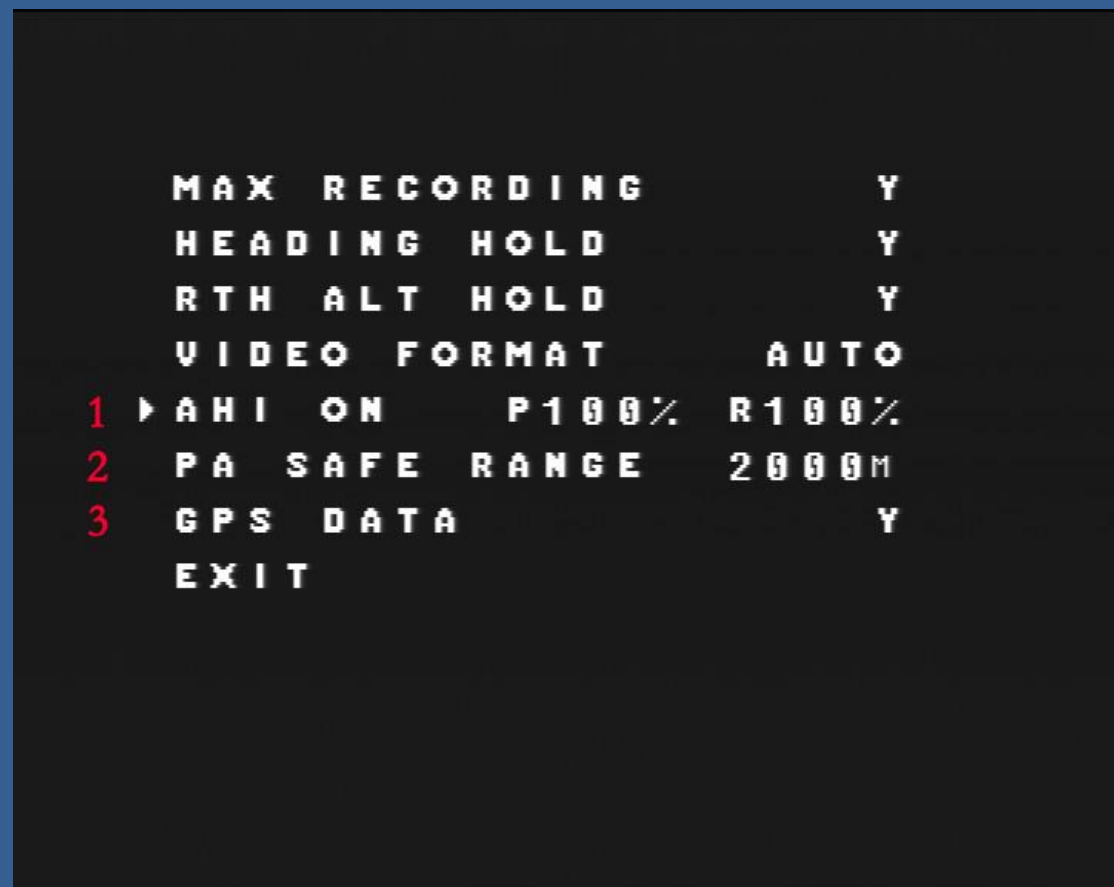 MAX RECORDING Y
HEADING HOLD Y
RTH ALT HOLD Y
VIDEO FORMAT AUTO
1 AHI ON P100% R100%
2 PA SAFE RANGE 2000M
3 GPS DATA Y
EXIT